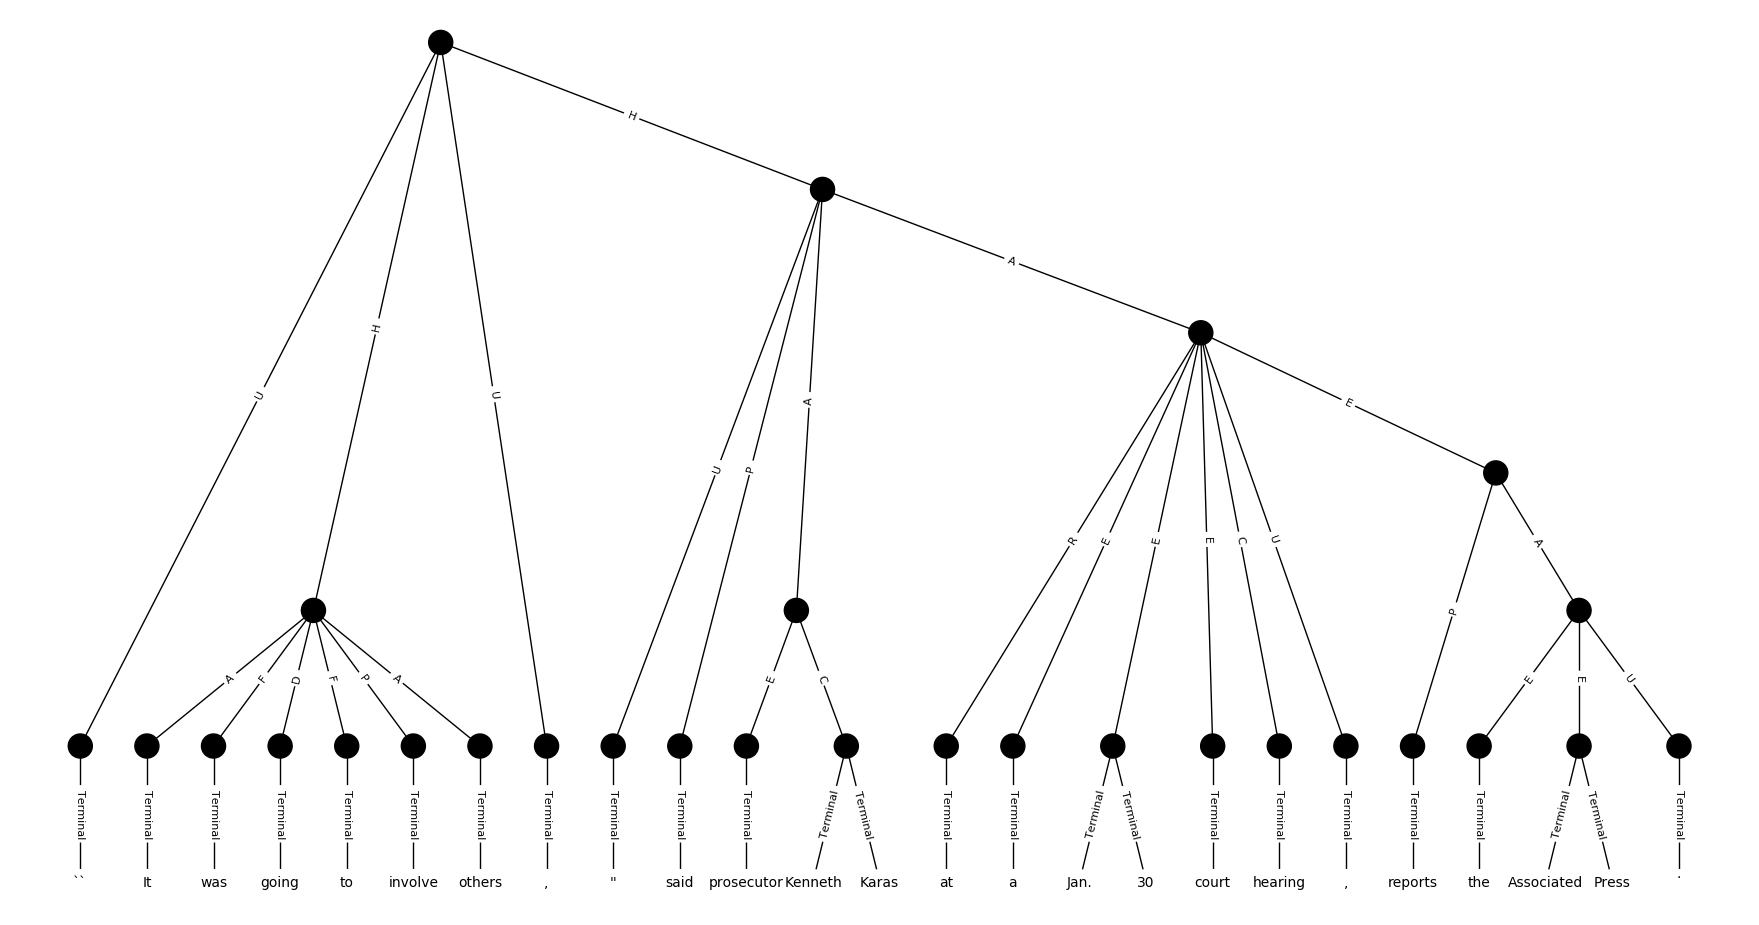 H
A
U
H
U
U
P
A
E
R
E
E
E
C
U
A
P
A
F
D
F
P
A
E
C
E
E
U
Terminal Terminal Terminal Terminal Terminal Terminal Terminal Terminal Terminal Terminal Terminal Terminal Terminal Terminal Terminal Terminal Terminal Terminal Terminal Terminal Terminal Terminal Terminal Terminal Terminal
`` It was going to involve others , " said prosecutor Kenneth Karas at a Jan. 30 court hearing , reports the Associated Press .